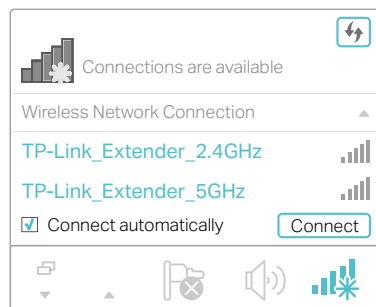 Connections are available
Wireless Network Connection
TP-Link_Extender_2.4GHz
TP-Link_Extender_5GHz
Connect automatically
Connect